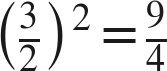 (3/2)² = 9/4